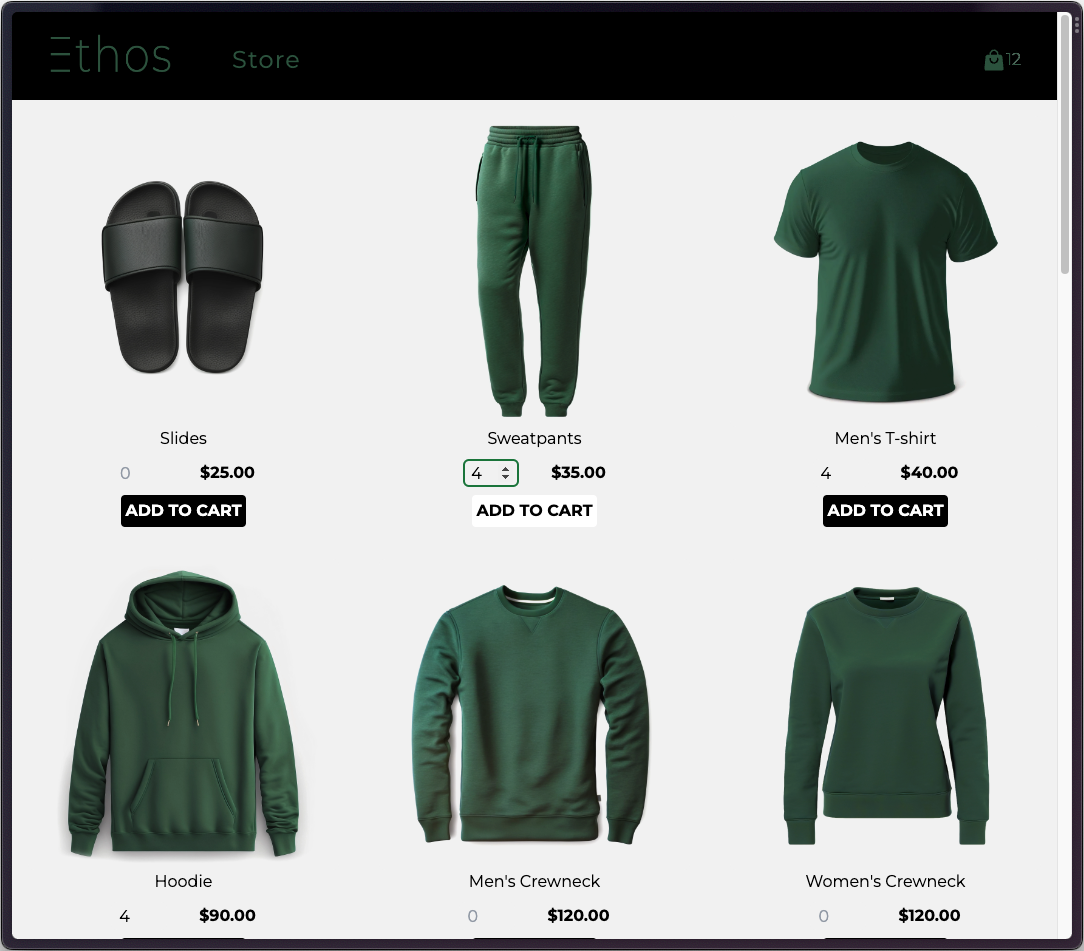 Ethos Store 12
Slides Sweatpants Men's T-shirt
0 $25.00 4 $35.00 4 $40.00
ADD TO CART ADD TO CART ADD TO CART
Hoodie Men's Crewneck Women's Crewneck
4 $90.00 0 $120.00 0 $120.00